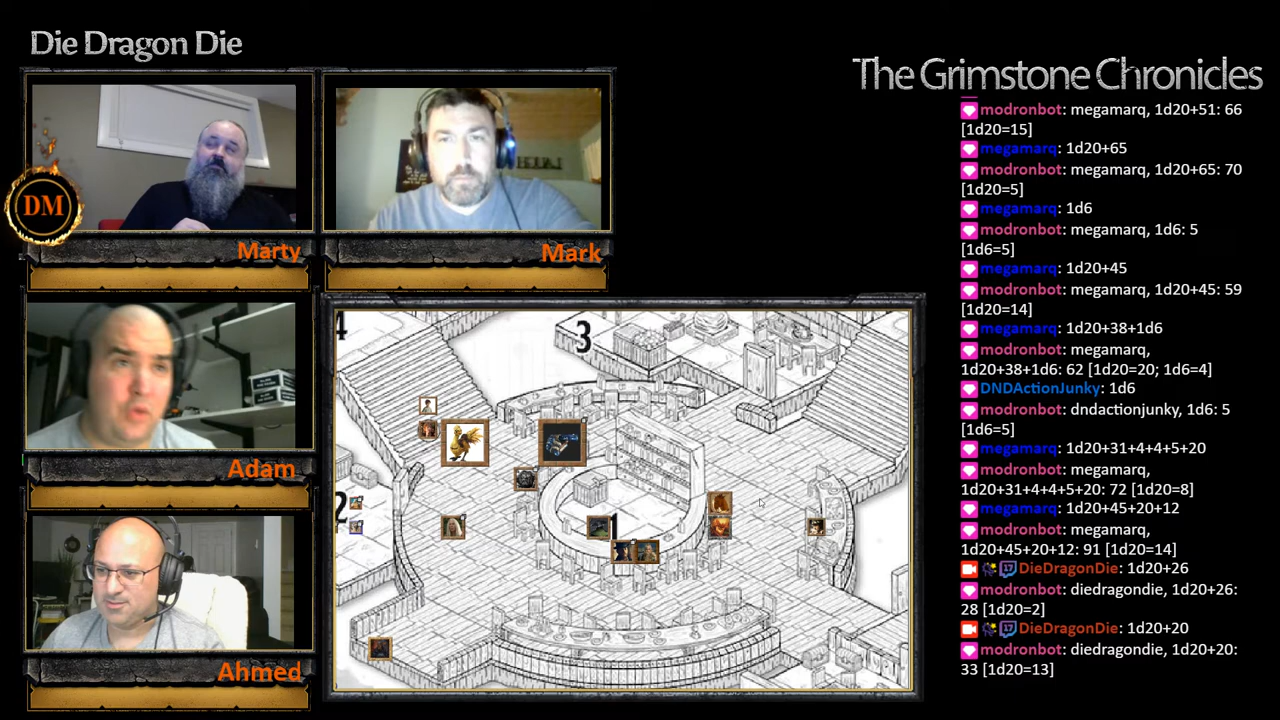 Die Dragon Die
The Grimstone Chronicles
DM
Marty
Mark
Adam
Ahmed
4
3
2
1
modronbot: megamarq, 1d20+51: 66
[1d20=15]
megamarq: 1d20+65
modronbot: megamarq, 1d20+65: 70
[1d20=5]
megamarq: 1d6
modronbot: megamarq, 1d6: 5
[1d6=5]
megamarq: 1d20+45
modronbot: megamarq, 1d20+45: 59
[1d20=14]
megamarq: 1d20+38+1d6
modronbot: megamarq,
1d20+38+1d6: 62 [1d20=20; 1d6=4]
DNDActionJunky: 1d6
modronbot: dndactionjunky, 1d6: 5
[1d6=5]
megamarq: 1d20+31+4+4+5+20
modronbot: megamarq,
1d20+31+4+4+5+20: 72 [1d20=8]
megamarq: 1d20+45+20+12
modronbot: megamarq,
1d20+45+20+12: 91 [1d20=14]
17 DieDragonDie: 1d20+26
modronbot: diedragondie, 1d20+26:
28 [1d20=2]
17 DieDragonDie: 1d20+20
modronbot: diedragondie, 1d20+20:
33 [1d20=13]